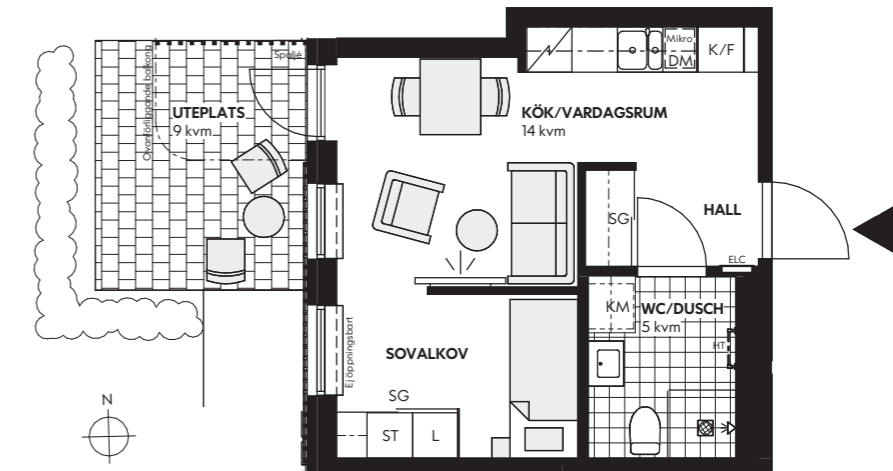 Mikro
DM
K/F
Spaljé
Ovanförliggande balkong
UTEPLATS
9 kvm
KÖK/VARDAGSRUM
14 kvm
SG
HALL
ELC
KM
WC/DUSCH
5 kvm
HT
Ej öppningsbart
SOVALKOV
SG
ST
L
N